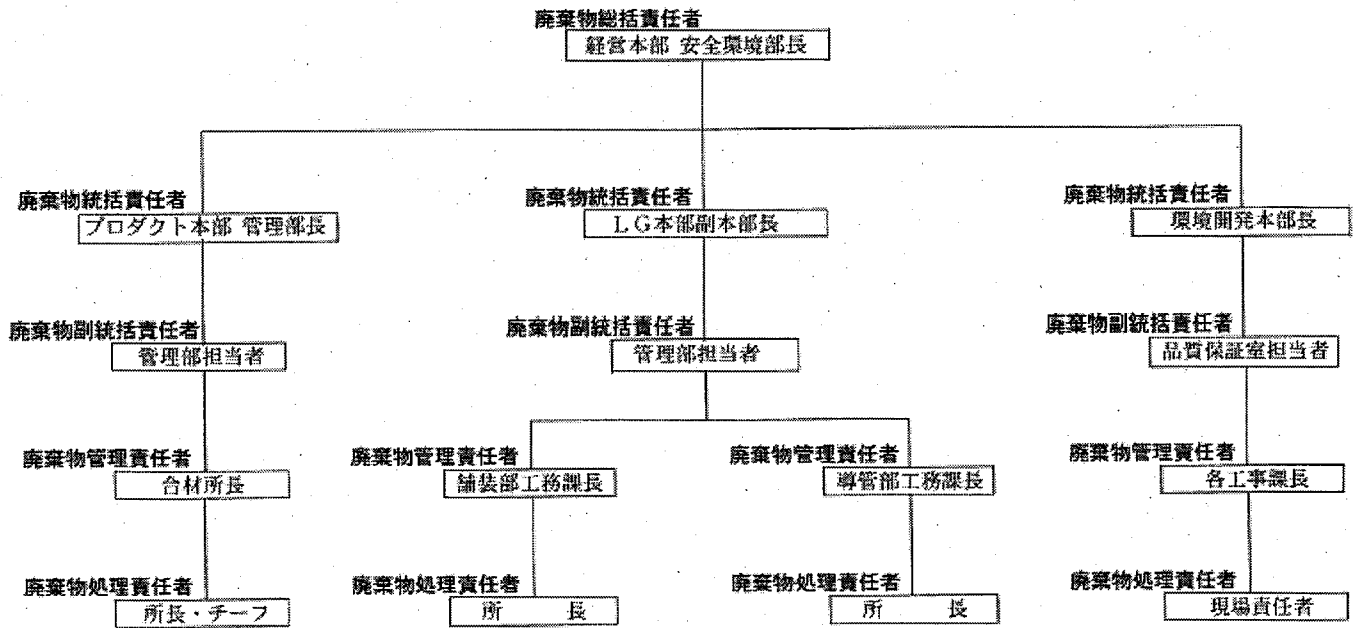 廃棄物総括責任者
経営本部 安全環境部長
廃棄物統括責任者
プロダクト本部 管理部長
廃棄物統括責任者
LG本部副本部長
廃棄物統括責任者
環境開発本部長
廃棄物副統括責任者
管理部担当者
廃棄物副統括責任者
管理部担当者
廃棄物副統括責任者
品質保証室担当者
廃棄物管理責任者
合材所長
廃棄物管理責任者
舗装部工務課長
廃棄物管理責任者
導管部工務課長
廃棄物管理責任者
各工事課長
廃棄物処理責任者
所長・チーフ
廃棄物処理責任者
所　　長
廃棄物処理責任者
所　　長
廃棄物処理責任者
現場責任者